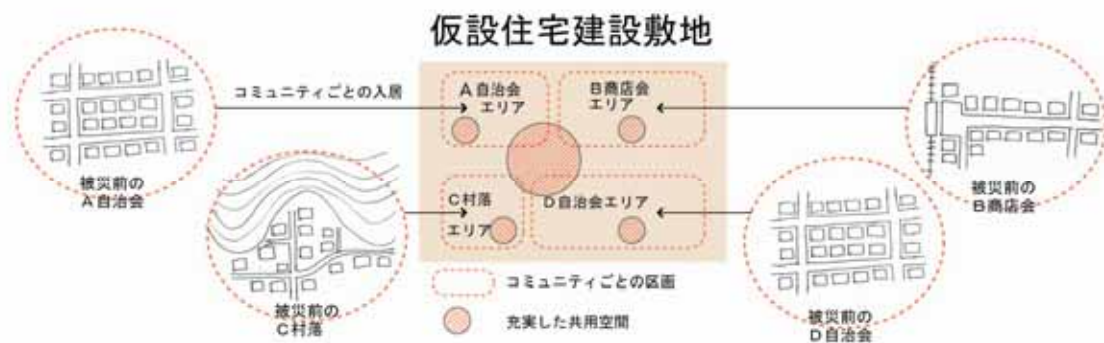 仮設住宅建設敷地
コミュニティごとの入居
A自治会
エリア
B商店会
エリア
被災前の
A自治会
被災前の
B商店会
C村落
エリア
D自治会エリア
被災前の
C村落
被災前の
D自治会
コミュニティごとの区画
充実した共用空間